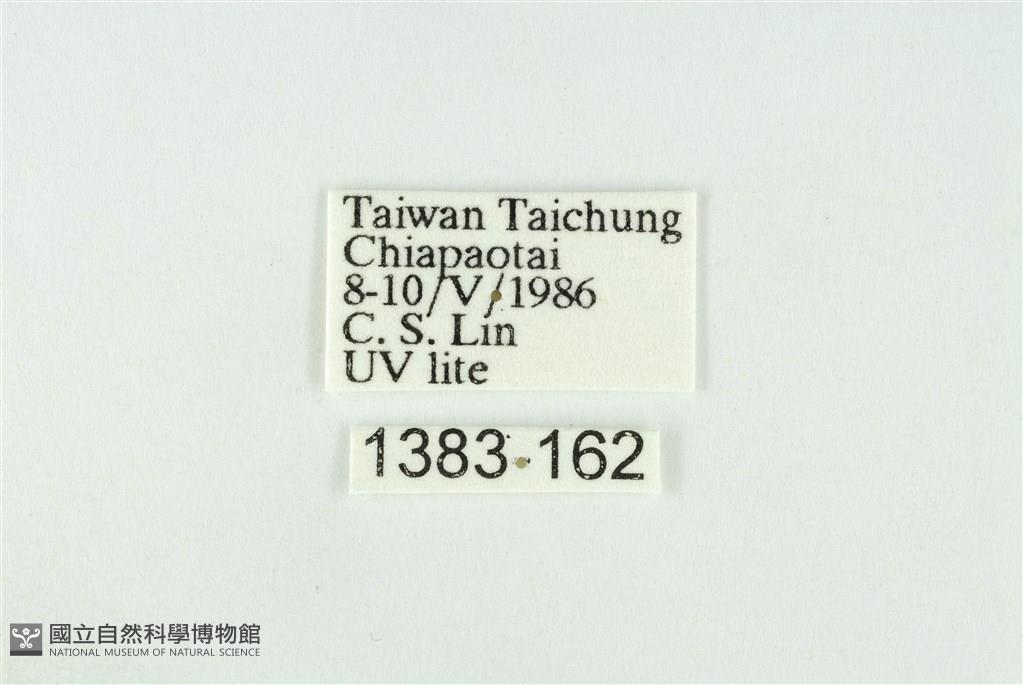 Taiwan Taichung
Chiapaotai
8-10/V/1986
C. S. Lin
UV lite
1383 162
國立自然科學博物館
NATIONAL MUSEUM OF NATURAL SCIENCE